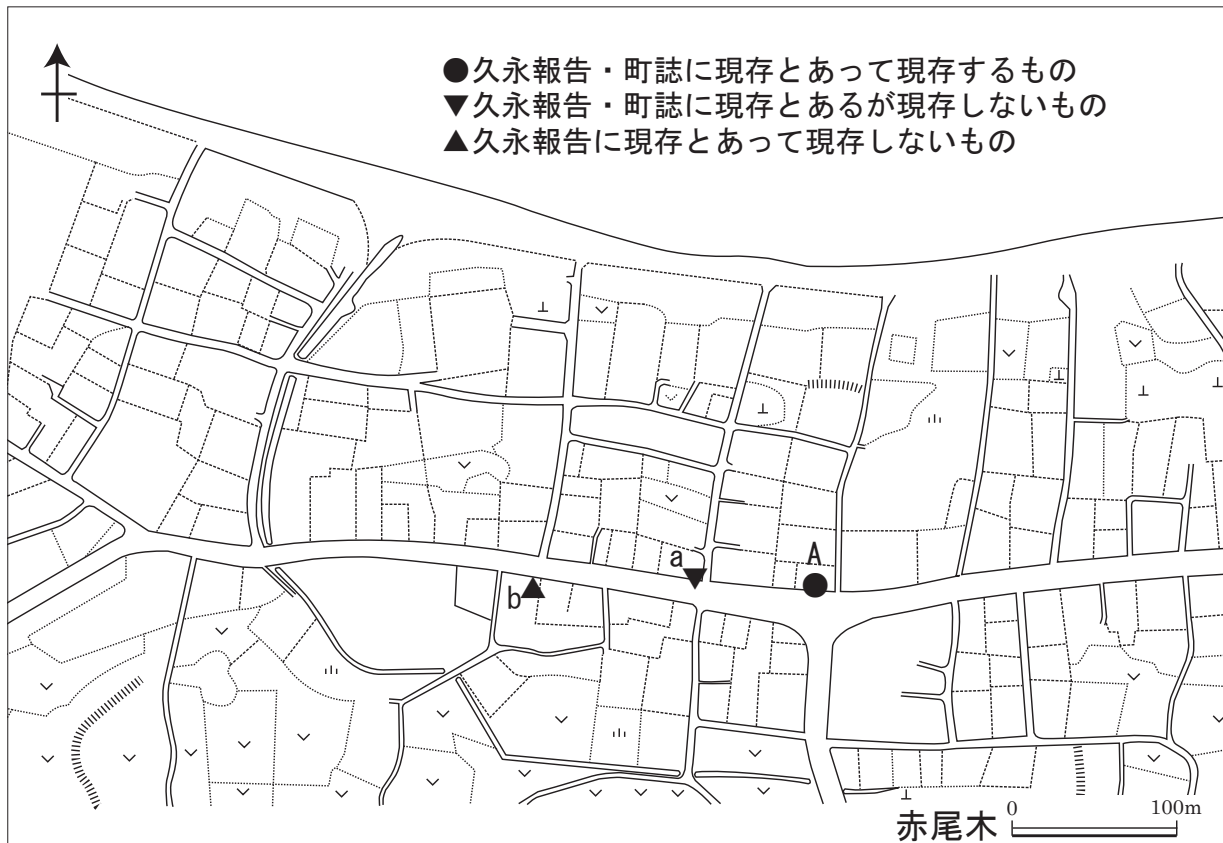 ●久永報告・町誌に現存とあって現存するもの
▼久永報告・町誌に現存とあるが現存しないもの
▲久永報告に現存とあって現存しないもの
a
A
b
赤尾木
0 100m